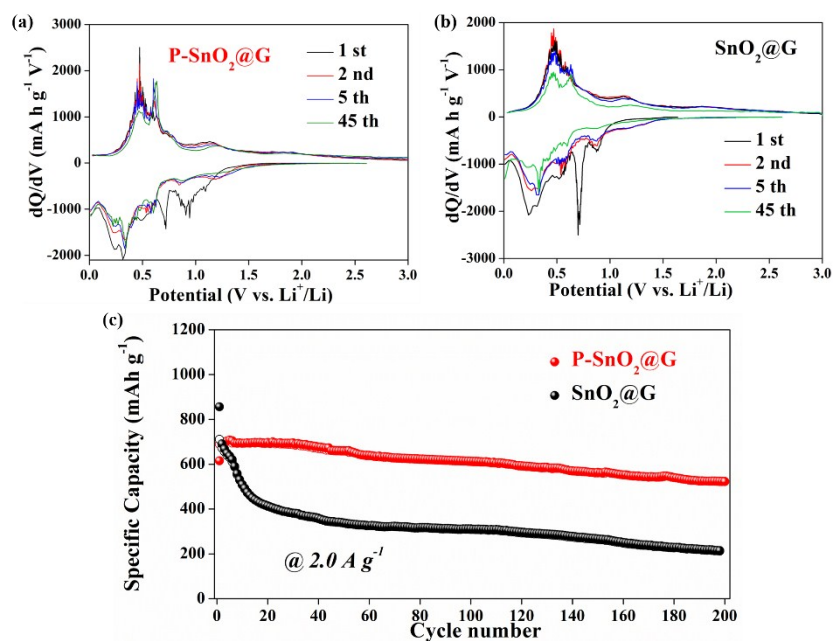 (a)
P-SnO₂@G
1 st
2 nd
5 th
45 th
dQ/dV (mA h g⁻¹ V⁻¹)
3000
2000
1000
0
-1000
-2000
0.0 0.5 1.0 1.5 2.0 2.5 3.0
Potential (V vs. Li⁺/Li)
(b)
SnO₂@G
1 st
2 nd
5 th
45 th
dQ/dV (mA h g⁻¹ V⁻¹)
2000
1000
0
-1000
-2000
-3000
0.0 0.5 1.0 1.5 2.0 2.5 3.0
Potential (V vs. Li⁺/Li)
(c)
P-SnO₂@G
SnO₂@G
Specific Capacity (mAh g⁻¹)
1200
1000
800
600
400
200
0
@ 2.0 A g⁻¹
0 20 40 60 80 100 120 140 160 180 200
Cycle number